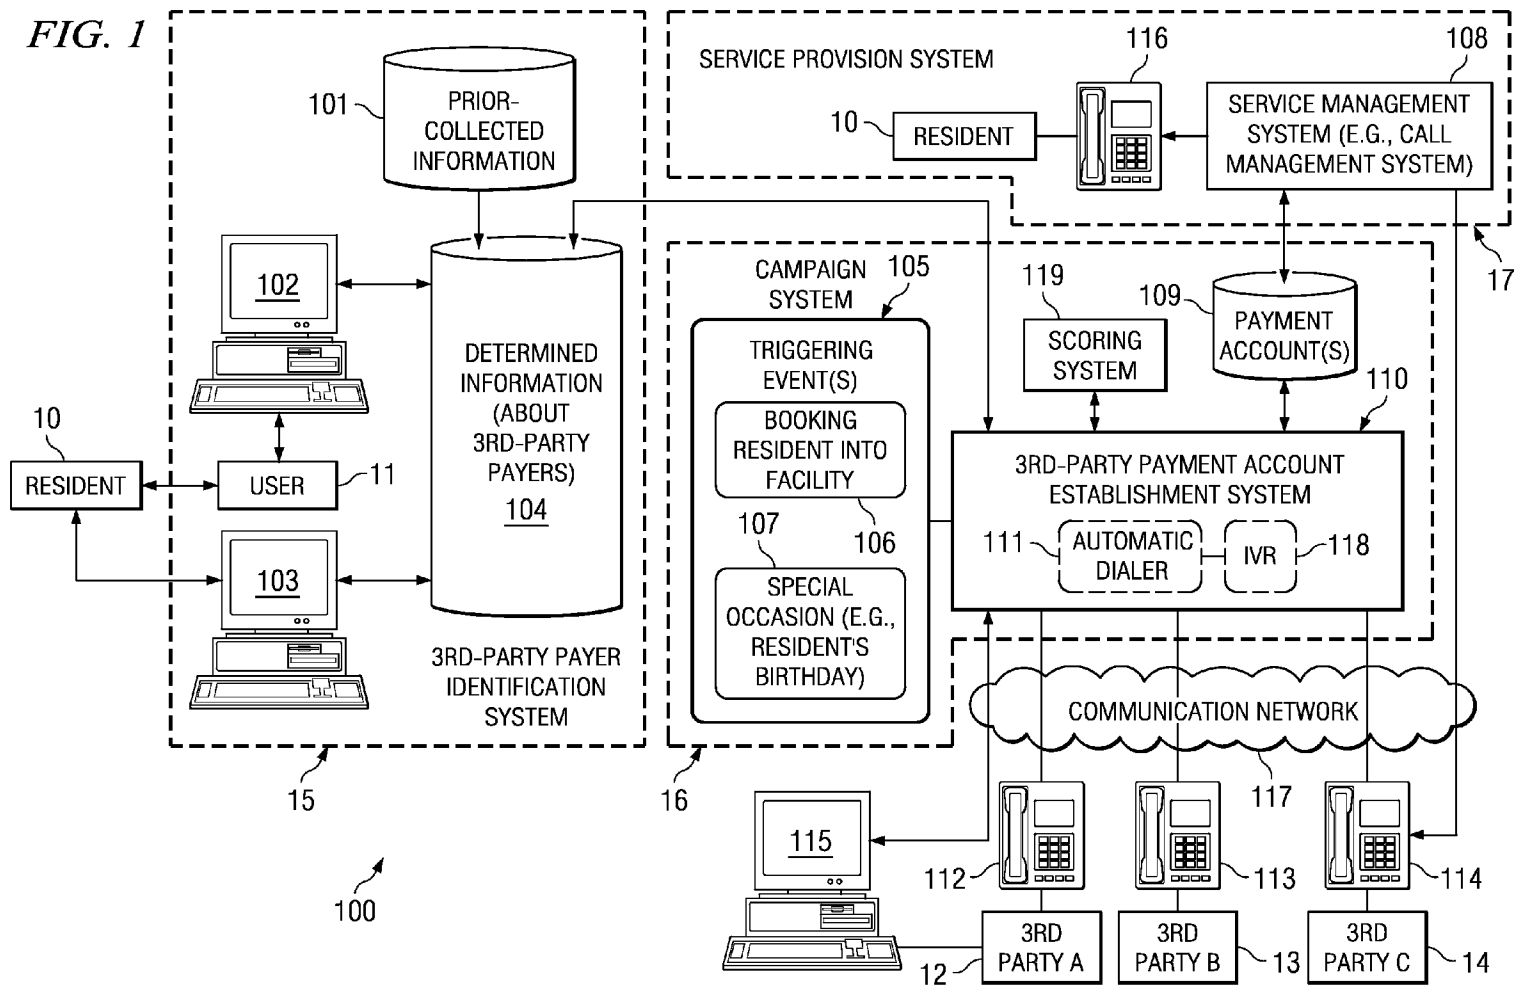 FIG. 1
101
PRIOR-
COLLECTED
INFORMATION
102
DETERMINED
INFORMATION
(ABOUT
3RD-PARTY
PAYERS)
104
10
RESIDENT
USER
11
103
3RD-PARTY PAYER
IDENTIFICATION
SYSTEM
15
100
SERVICE PROVISION SYSTEM
116
108
10
RESIDENT
SERVICE MANAGEMENT
SYSTEM (E.G., CALL
MANAGEMENT SYSTEM)
17
CAMPAIGN
SYSTEM
105
TRIGGERING
EVENT(S)
BOOKING
RESIDENT INTO
FACILITY
106
107
SPECIAL
OCCASION (E.G.,
RESIDENT'S
BIRTHDAY)
16
119
SCORING
SYSTEM
109
PAYMENT
ACCOUNT(S)
110
3RD-PARTY PAYMENT ACCOUNT
ESTABLISHMENT SYSTEM
111
AUTOMATIC
DIALER
IVR
118
COMMUNICATION NETWORK
117
115
112
113
114
3RD
PARTY A
12
3RD
PARTY B
13
3RD
PARTY C
14